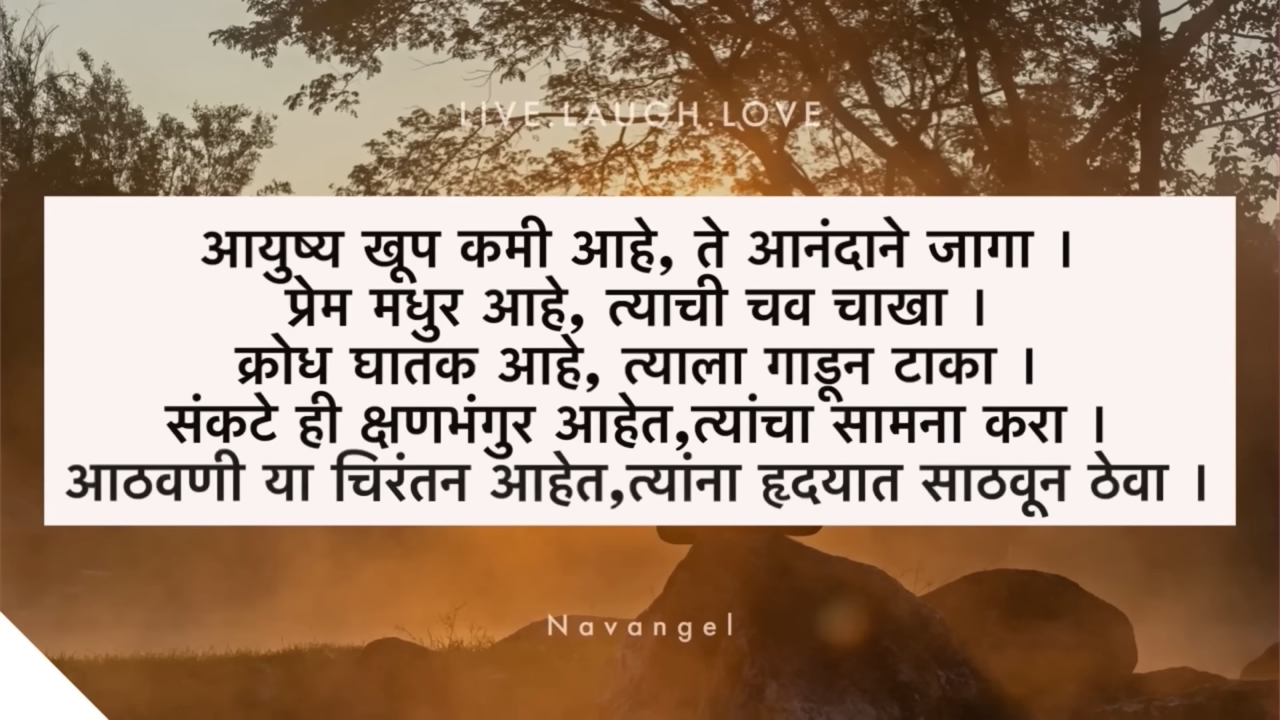 LIVE.LAUGH.LOVE
आयुष्य खूप कमी आहे, ते आनंदाने जागा ।
प्रेम मधुर आहे, त्याची चव चाखा ।
क्रोध घातक आहे, त्याला गाडून टाका ।
संकटे ही क्षणभंगुर आहेत,त्यांचा सामना करा ।
आठवणी या चिरंतन आहेत,त्यांना हृदयात साठवून ठेवा ।
Navangel